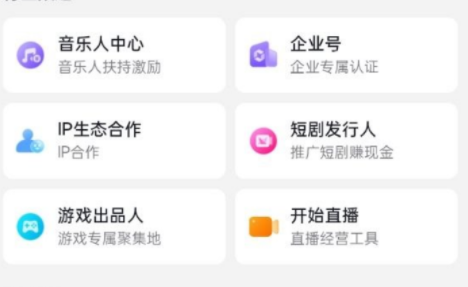 音乐人中心
音乐人扶持激励
企业号
企业专属认证
IP生态合作
IP合作
短剧发行人
推广短剧赚现金
游戏出品人
游戏专属聚集地
开始直播
直播经营工具